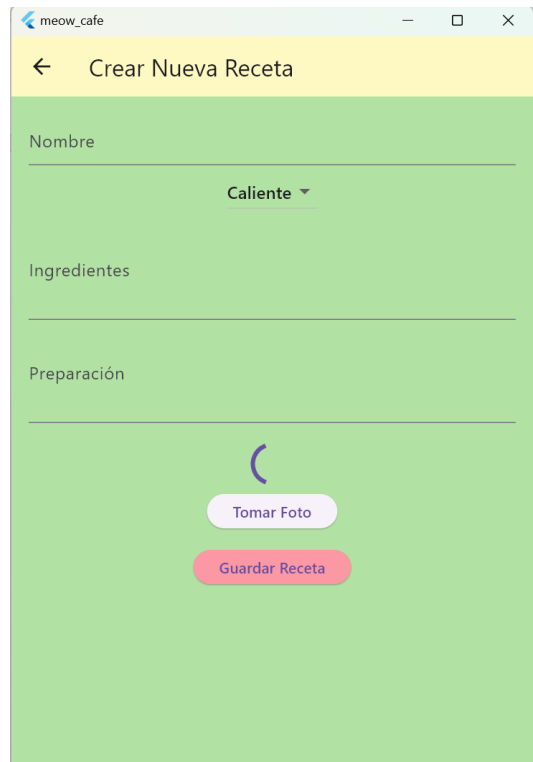 meow_cafe
Crear Nueva Receta
Nombre
Caliente
Ingredientes
Preparación
Tomar Foto
Guardar Receta